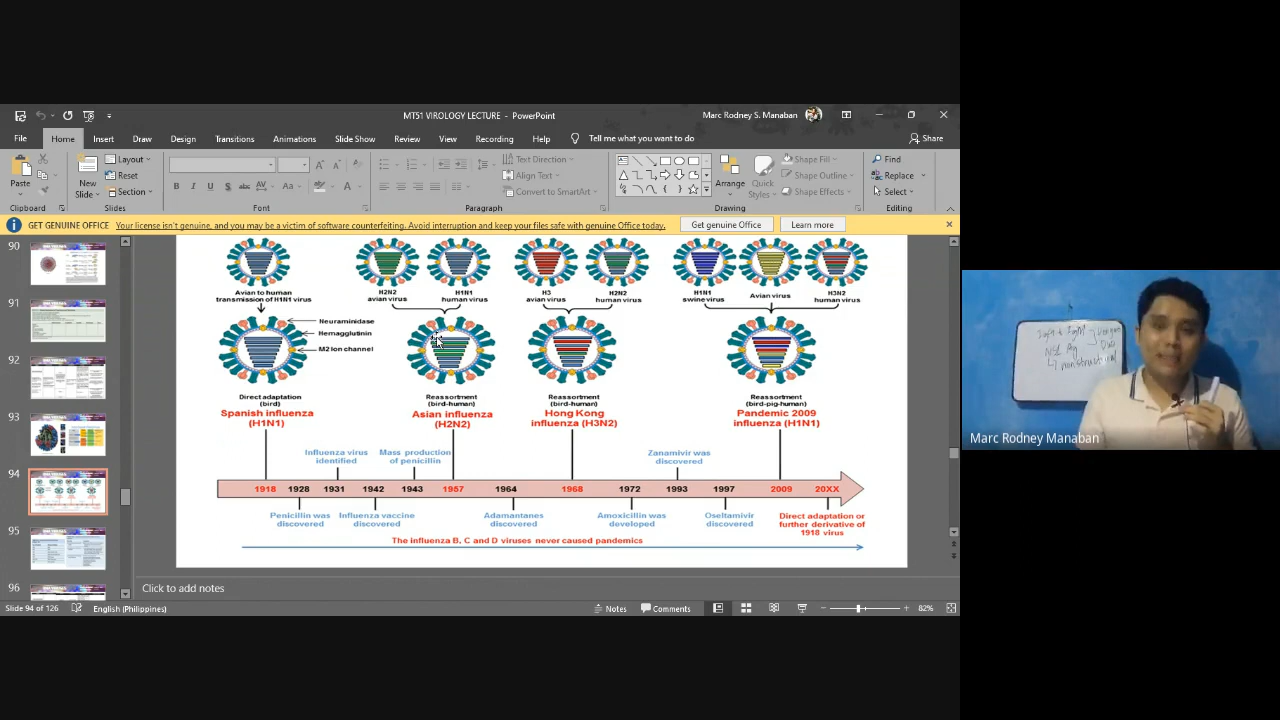 MT51 VIROLOGY LECTURE - PowerPoint
Marc Rodney S. Manaban
File Home Insert Draw Design Transitions Animations Slide Show Review View Recording Help Tell me what you want to do Share
Paste
Clipboard
New Slide
Layout
Reset
Section
Slides
B I U S abc AV Aa A
Font
Text Direction
Align Text
Convert to SmartArt
Paragraph
Arrange
Quick Styles
Shape Fill
Shape Outline
Shape Effects
Drawing
Find
Replace
Select
Editing
GET GENUINE OFFICE Your license isn't genuine, and you may be a victim of software counterfeiting. Avoid interruption and keep your files safe with genuine Office today. Get genuine Office Learn more
90
91
92
93
94
95
96
Avian to human
transmission of H1N1 virus
H2N2
avian virus
H1N1
human virus
H3
avian virus
H2N2
human virus
H1N1
swine virus
Avian virus
H3N2
human virus
Neuraminidase
Hemagglutinin
M2 Ion channel
Direct adaptation
(bird)
Spanish influenza
(H1N1)
Reassortment
(bird-human)
Asian influenza
(H2N2)
Reassortment
(bird-human)
Hong Kong
influenza (H3N2)
Reassortment
(bird-pig-human)
Pandemic 2009
influenza (H1N1)
Influenza virus
identified
Mass production
of penicillin
Zanamivir was
discovered
1918 1928 1931 1942 1943 1957 1964 1968 1972 1993 1997 2009 20XX
Penicillin was
discovered
Influenza vaccine
discovered
Adamantanes
discovered
Amoxicillin was
developed
Oseltamivir
discovered
Direct adaptation or
further derivative of
1918 virus
The influenza B, C and D viruses never caused pandemics
Click to add notes
Slide 94 of 126 English (Philippines) Notes Comments 82%
nonstructural
Marc Rodney Manaban